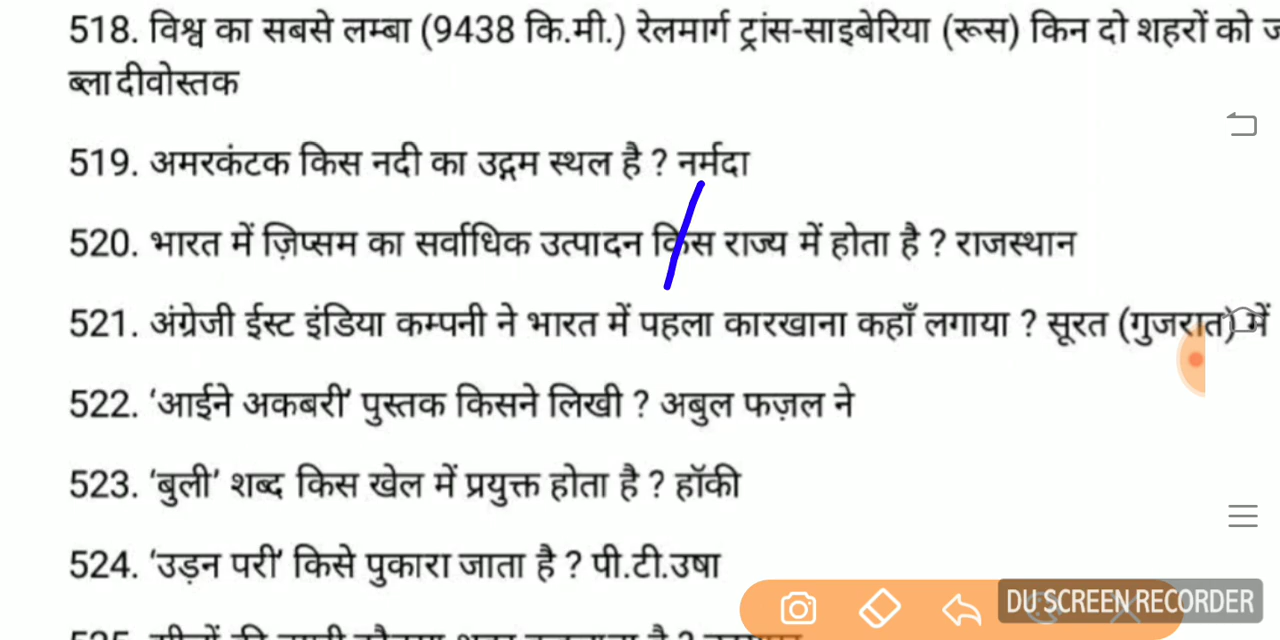 518. विश्व का सबसे लम्बा (9438 कि.मी.) रेलमार्ग ट्रांस-साइबेरिया (रूस) किन दो शहरों को
ब्लादीवोस्तक
519. अमरकंटक किस नदी का उद्गम स्थल है ? नर्मदा
520. भारत में ज़िप्सम का सर्वाधिक उत्पादन किस राज्य में होता है ? राजस्थान
521. अंग्रेजी ईस्ट इंडिया कम्पनी ने भारत में पहला कारखाना कहाँ लगाया ? सूरत (गुजरात) में
522. ‘आईने अकबरी’ पुस्तक किसने लिखी ? अबुल फज़ल ने
523. ‘बुली’ शब्द किस खेल में प्रयुक्त होता है ? हॉकी
524. ‘उड़न परी’ किसे पुकारा जाता है ? पी.टी.उषा
DU SCREEN RECORDER